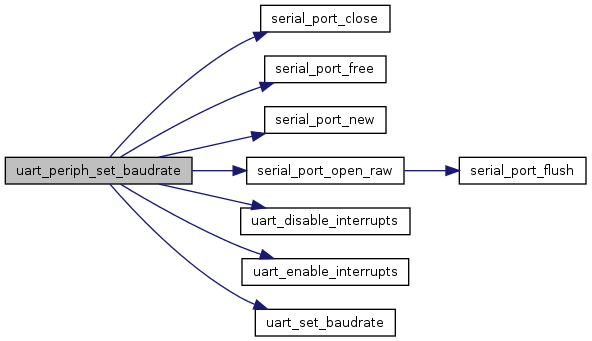 serial_port_close
serial_port_free
serial_port_new
uart_periph_set_baudrate
serial_port_open_raw
serial_port_flush
uart_disable_interrupts
uart_enable_interrupts
uart_set_baudrate